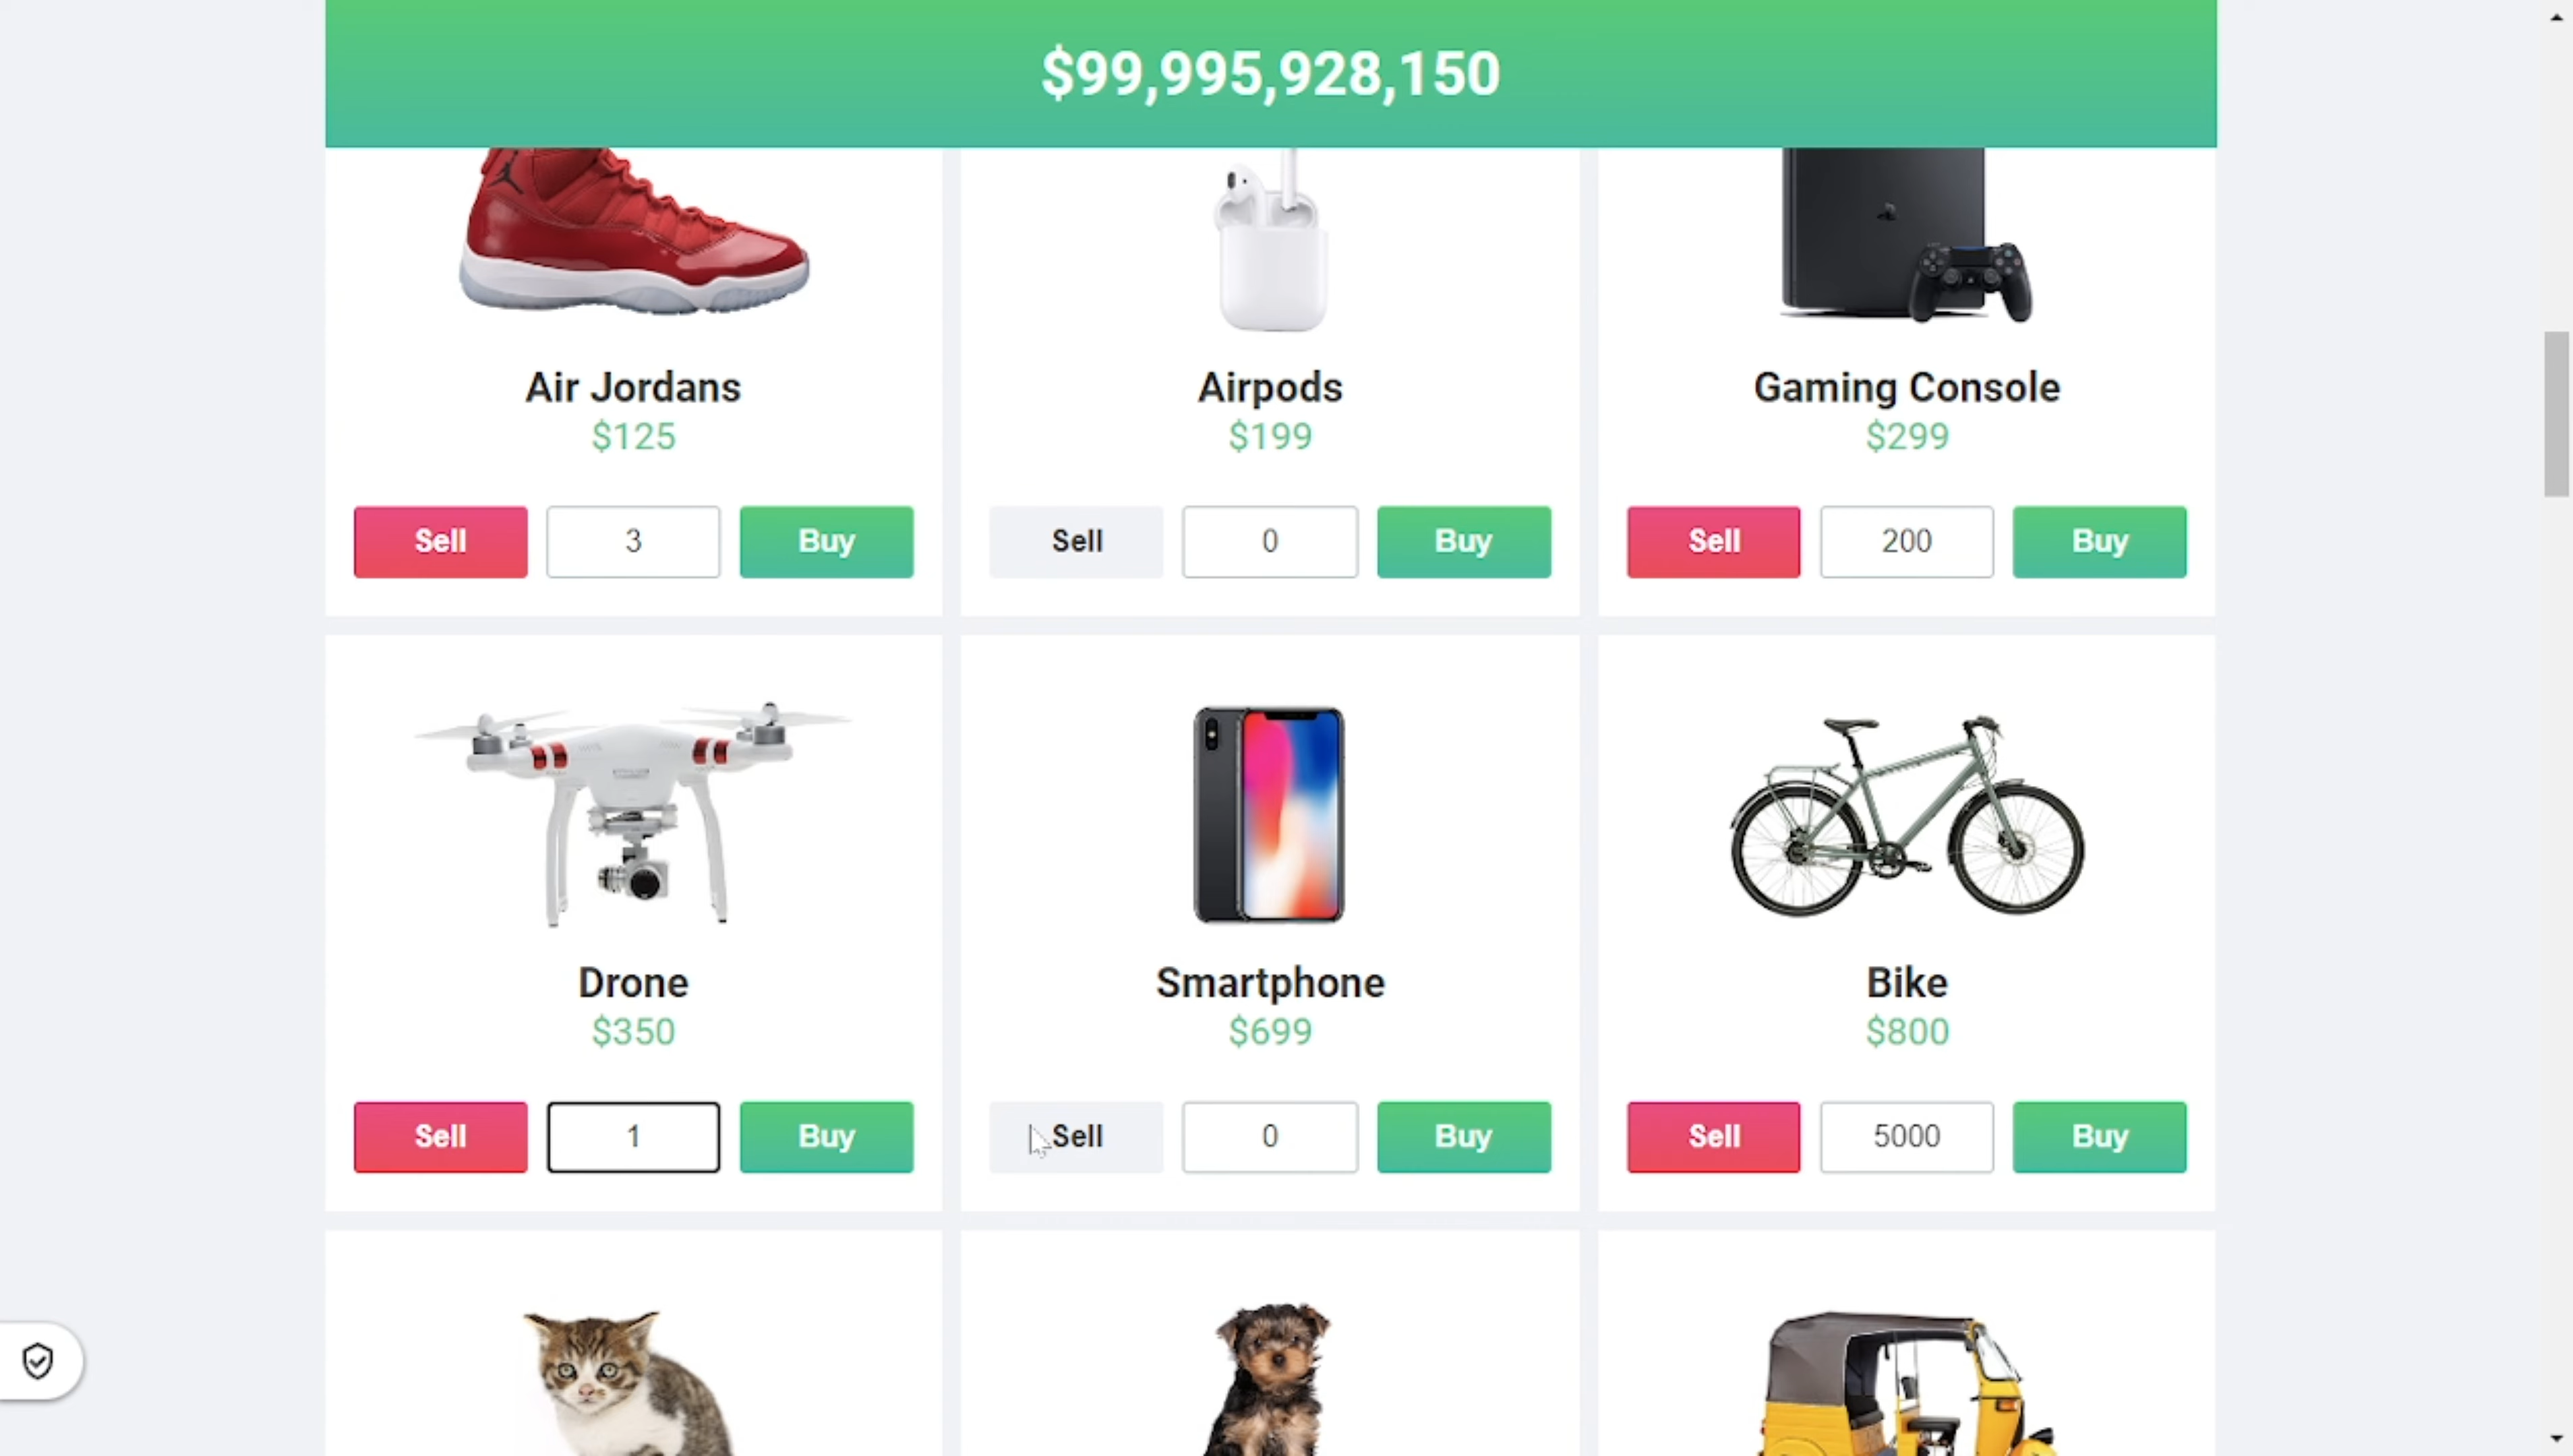 $99,995,928,150
Air Jordans
$125
Sell 3 Buy
Airpods
$199
Sell 0 Buy
Gaming Console
$299
Sell 200 Buy
Drone
$350
Sell 1 Buy
Smartphone
$699
Sell 0 Buy
Bike
$800
Sell 5000 Buy